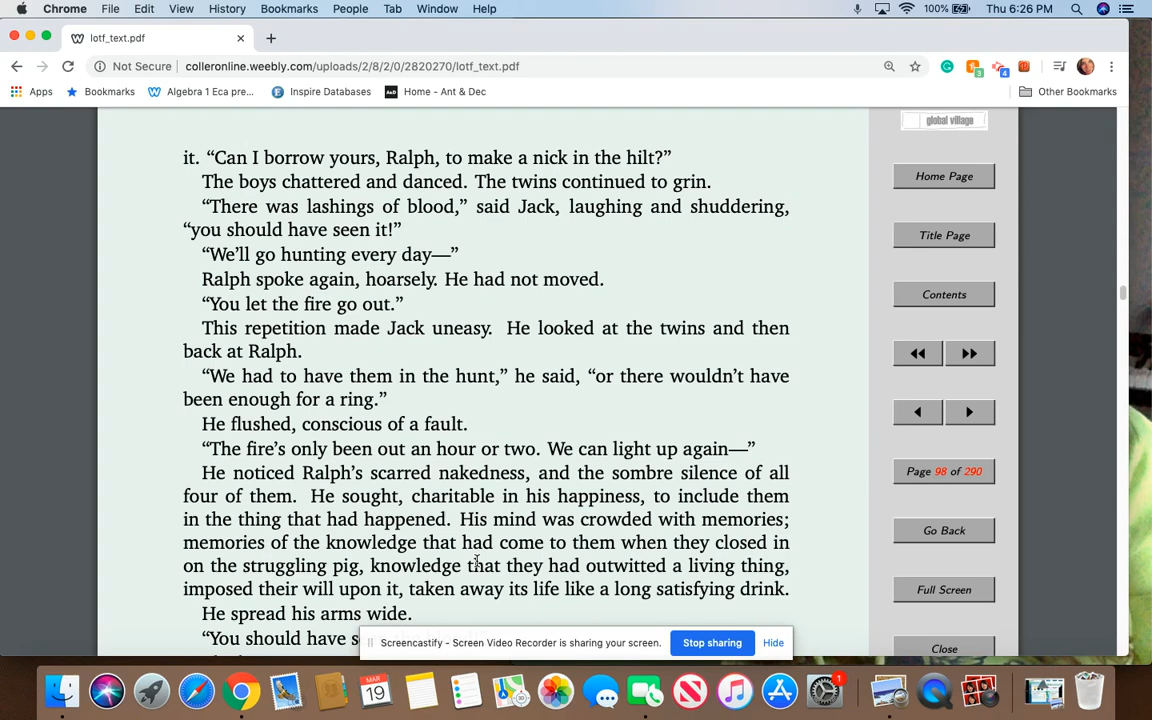 Chrome File Edit View History Bookmarks People Tab Window Help 100% Thu 6:26 PM
lotf_text.pdf
Not Secure colleronline.weebly.com/uploads/2/8/2/0/2820270/lotf_text.pdf
Apps Bookmarks Algebra 1 Eca pre... Inspire Databases Home - Ant & Dec Other Bookmarks
it. “Can I borrow yours, Ralph, to make a nick in the hilt?”
The boys chattered and danced. The twins continued to grin.
“There was lashings of blood,” said Jack, laughing and shuddering,
“you should have seen it!”
“We’ll go hunting every day—”
Ralph spoke again, hoarsely. He had not moved.
“You let the fire go out.”
This repetition made Jack uneasy. He looked at the twins and then
back at Ralph.
“We had to have them in the hunt,” he said, “or there wouldn’t have
been enough for a ring.”
He flushed, conscious of a fault.
“The fire’s only been out an hour or two. We can light up again—”
He noticed Ralph’s scarred nakedness, and the sombre silence of all
four of them. He sought, charitable in his happiness, to include them
in the thing that had happened. His mind was crowded with memories;
memories of the knowledge that had come to them when they closed in
on the struggling pig, knowledge that they had outwitted a living thing,
imposed their will upon it, taken away its life like a long satisfying drink.
He spread his arms wide.
“You should have s
global village
Home Page
Title Page
Contents
Page 98 of 290
Go Back
Full Screen
Close
Screencastify - Screen Video Recorder is sharing your screen. Stop sharing Hide
MAR
19
1